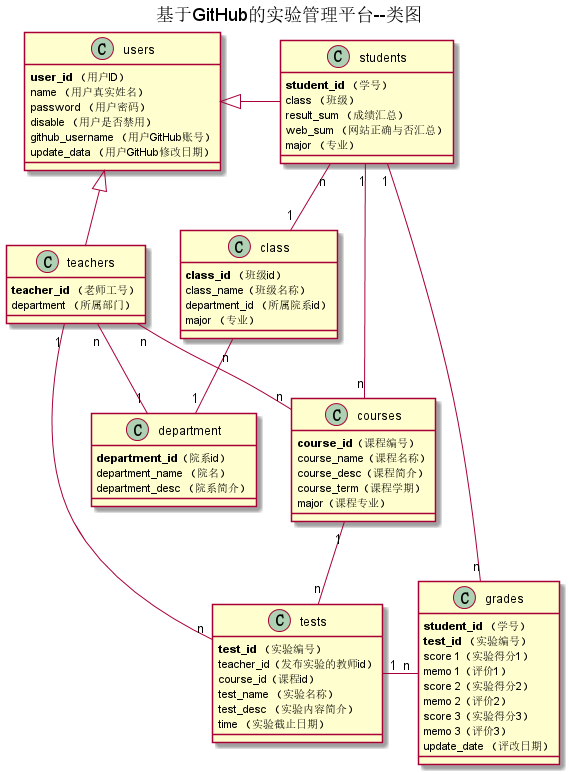 基于GitHub的实验管理平台--类图
C users
user_id （用户ID）
name （用户真实姓名）
password （用户密码）
disable （用户是否禁用）
github_username （用户GitHub账号）
update_data （用户GitHub修改日期）
C students
student_id （学号）
class （班级）
result_sum （成绩汇总）
web_sum （网站正确与否汇总）
major （专业）
n
1
1
1
C teachers
teacher_id （老师工号）
department （所属部门）
C class
class_id （班级id）
class_name（班级名称）
department_id （所属院系id）
major （专业）
1
n
n
n
1
1
n
n
C department
department_id（院系id）
department_name （院名）
department_desc （院系简介）
C courses
course_id（课程编号）
course_name（课程名称）
course_desc（课程简介）
course_term（课程学期）
major（课程专业）
1
n
n
n
C tests
test_id （实验编号）
teacher_id（发布实验的教师id）
course_id（课程id）
test_name （实验名称）
test_desc （实验内容简介）
time （实验截止日期）
1 n
C grades
student_id （学号）
test_id （实验编号）
score 1（实验得分1）
memo 1（评价1）
score 2（实验得分2）
memo 2（评价2）
score 3（实验得分3）
memo 3（评价3）
update_date （评改日期）